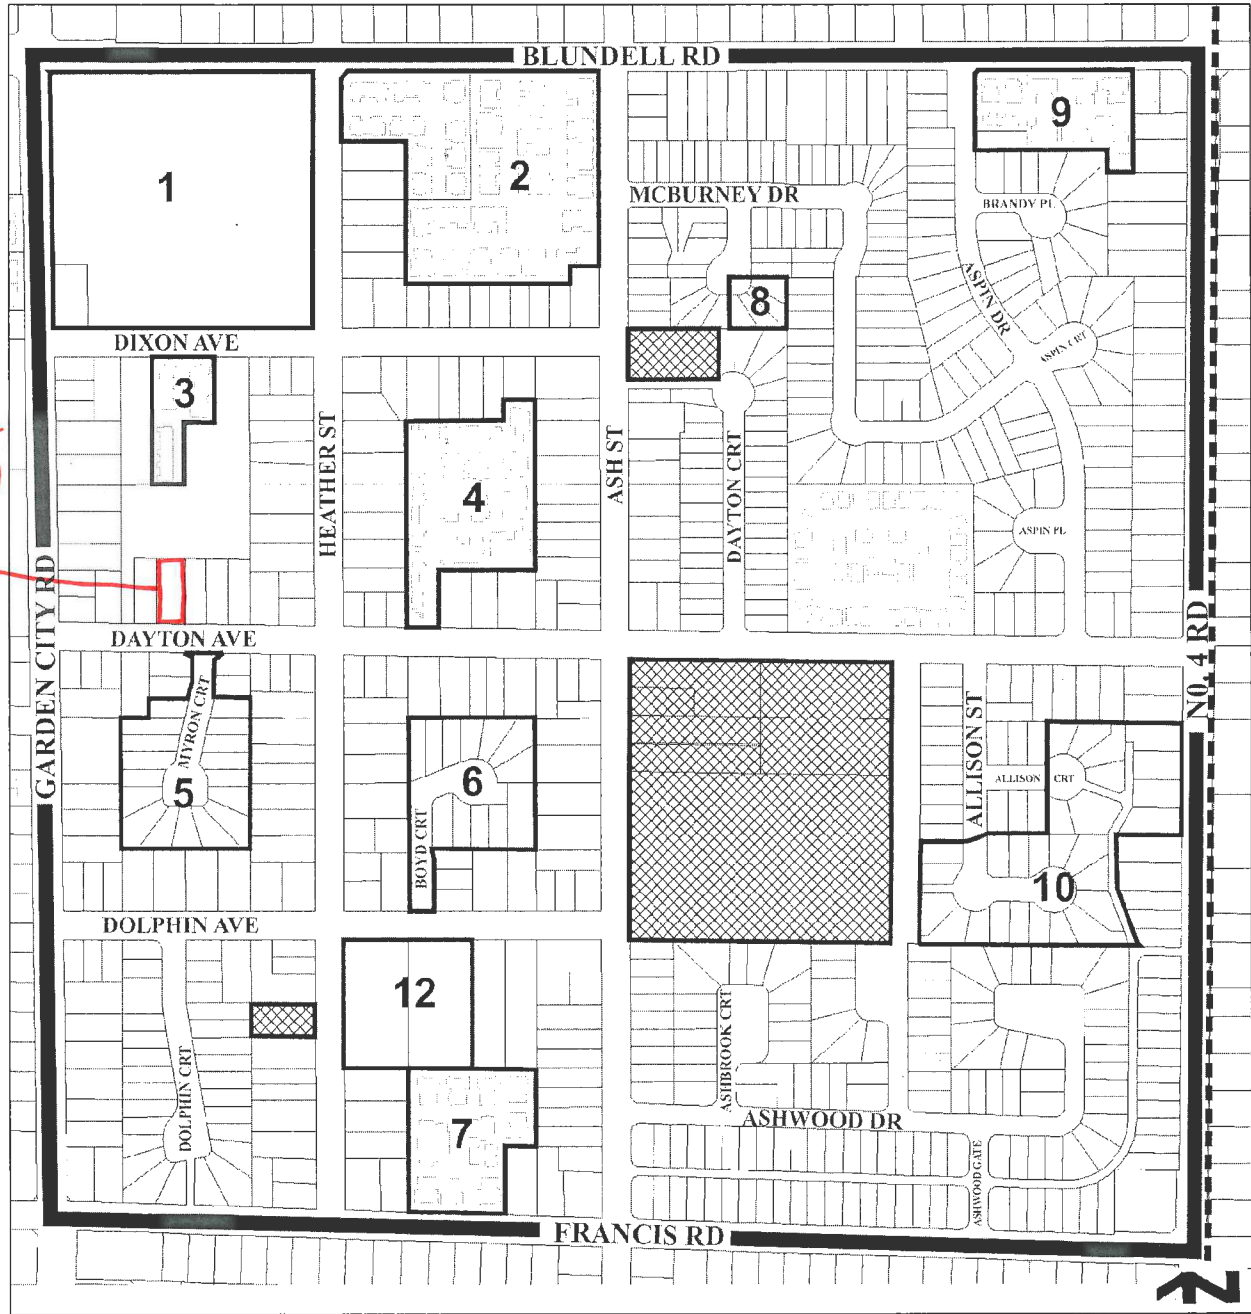 BLUNDELL RD
1
2
9
MCBURNEY DR
BRANDY PL
ASPIN DR
8
DIXON AVE
ASPIN CRT
3
HEATHER ST
ASH ST
DAYTON CRT
4
ASPIN PL
GARDEN CITY RD
DAYTON AVE
NO. 4 RD
MYRON CRT
5
6
BOYD CRT
ALLISON ST
ALLISON CRT
10
DOLPHIN AVE
12
DOLPHIN CRT
ASHBROOK CRT
7
ASHWOOD DR
ASHWOOD GATE
FRANCIS RD
N